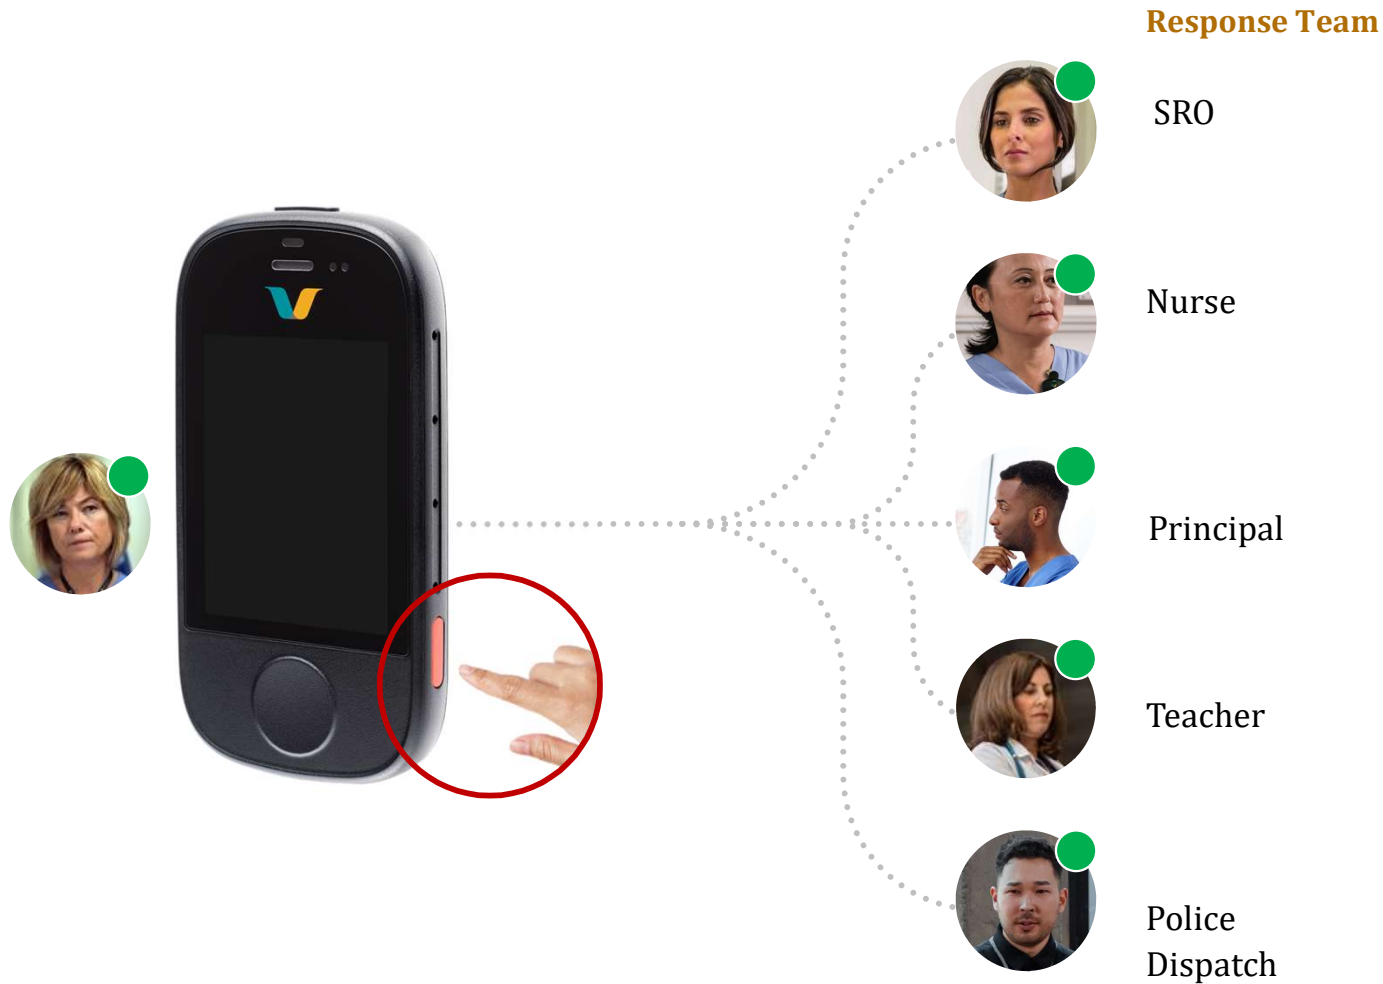 Response Team
SRO
Nurse
Principal
Teacher
Police
Dispatch